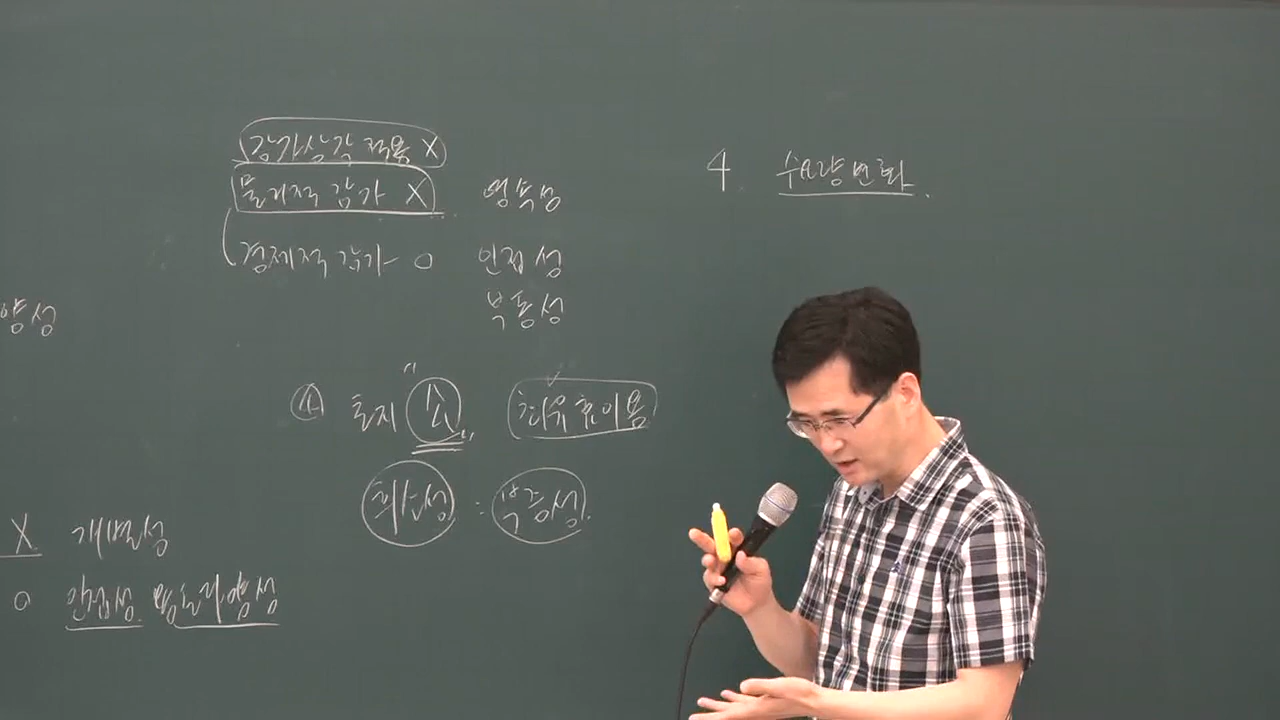 감가상각 적용 X
물리적 감가 X 영속성
경제적 감가 O 인접성
부증성
양성
④ 토지 "소" 최유효이용
희소성 : 부증성.
X 개별성
O 인접성. 용도의 다양성
4. 수요량변화.